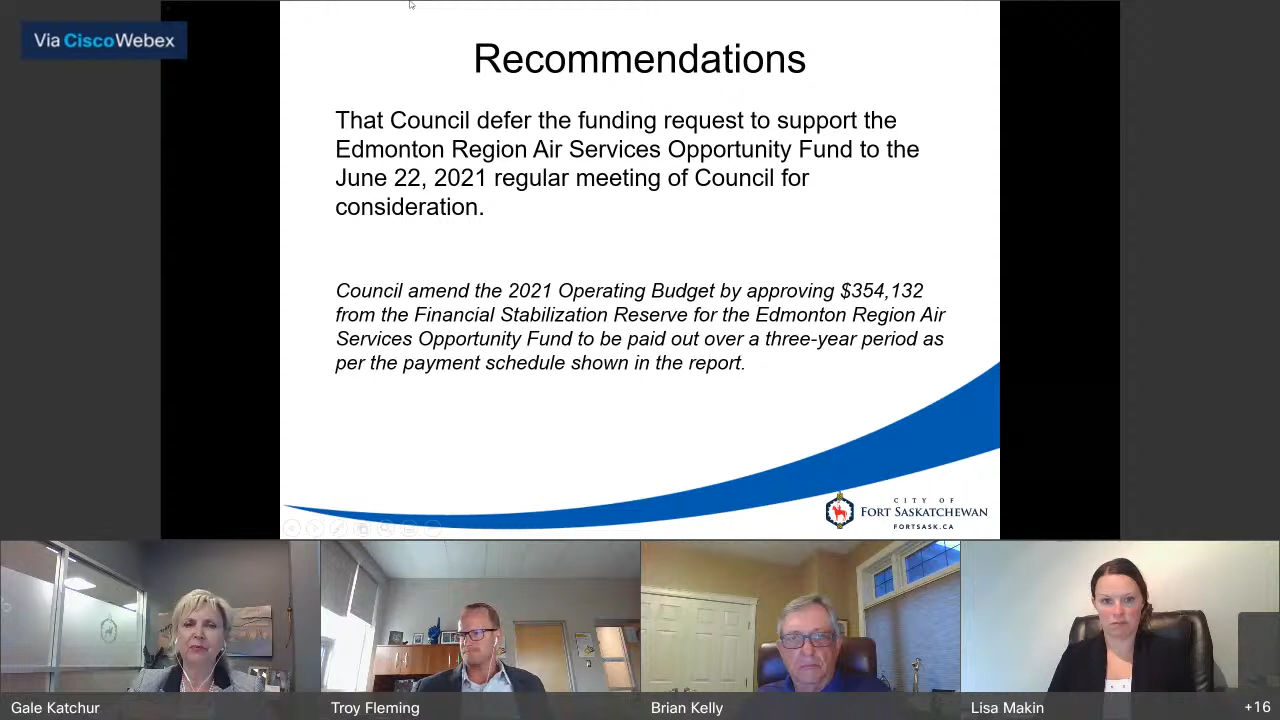 Via CiscoWebex
Recommendations
That Council defer the funding request to support the
Edmonton Region Air Services Opportunity Fund to the
June 22, 2021 regular meeting of Council for
consideration.
Council amend the 2021 Operating Budget by approving $354,132
from the Financial Stabilization Reserve for the Edmonton Region Air
Services Opportunity Fund to be paid out over a three-year period as
per the payment schedule shown in the report.
CITY OF
FORT SASKATCHEWAN
FORTSASK.CA
Gale Katchur
Troy Fleming
Brian Kelly
Lisa Makin
+16